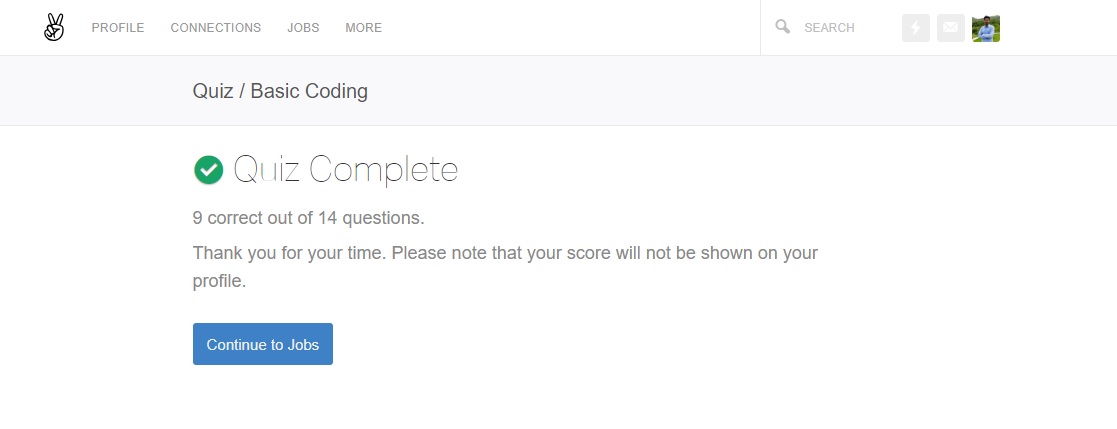 PROFILE CONNECTIONS JOBS MORE SEARCH
Quiz / Basic Coding
Quiz Complete
9 correct out of 14 questions.
Thank you for your time. Please note that your score will not be shown on your
profile.
Continue to Jobs